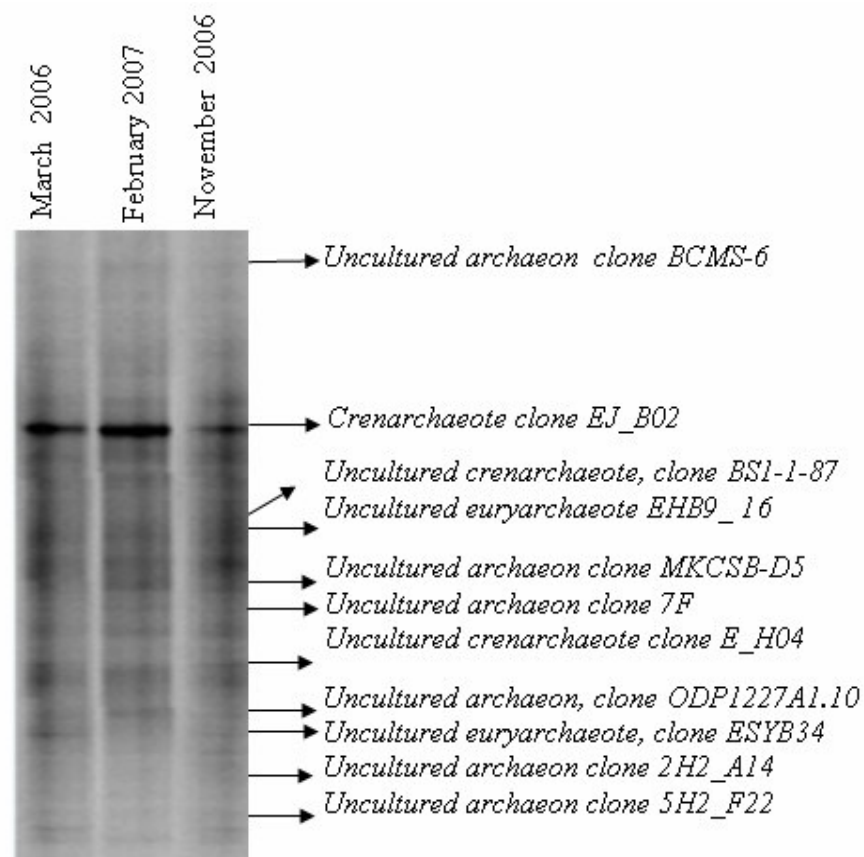 March 2006
February 2007
November 2006
Uncultured archaeon clone BCMS-6
Crenarchaeote clone EJ_B02
Uncultured crenarchaeote, clone BS1-1-87
Uncultured euryarchaeote EHB9_16
Uncultured archaeon clone MKCSB-D5
Uncultured archaeon clone 7F
Uncultured crenarchaeote clone E_H04
Uncultured archaeon, clone ODP1227A1.10
Uncultured euryarchaeote, clone ESYB34
Uncultured archaeon clone 2H2_A14
Uncultured archaeon clone 5H2_F22